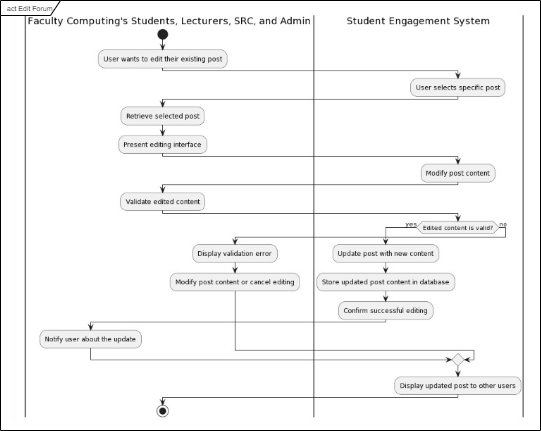 act Edit Forum
Faculty Computing's Students, Lecturers, SRC, and Admin
Student Engagement System
User wants to edit their existing post
User selects specific post
Retrieve selected post
Present editing interface
Modify post content
Validate edited content
yes
Edited content is valid?
no
Display validation error
Update post with new content
Modify post content or cancel editing
Store updated post content in database
Confirm successful editing
Notify user about the update
Display updated post to other users